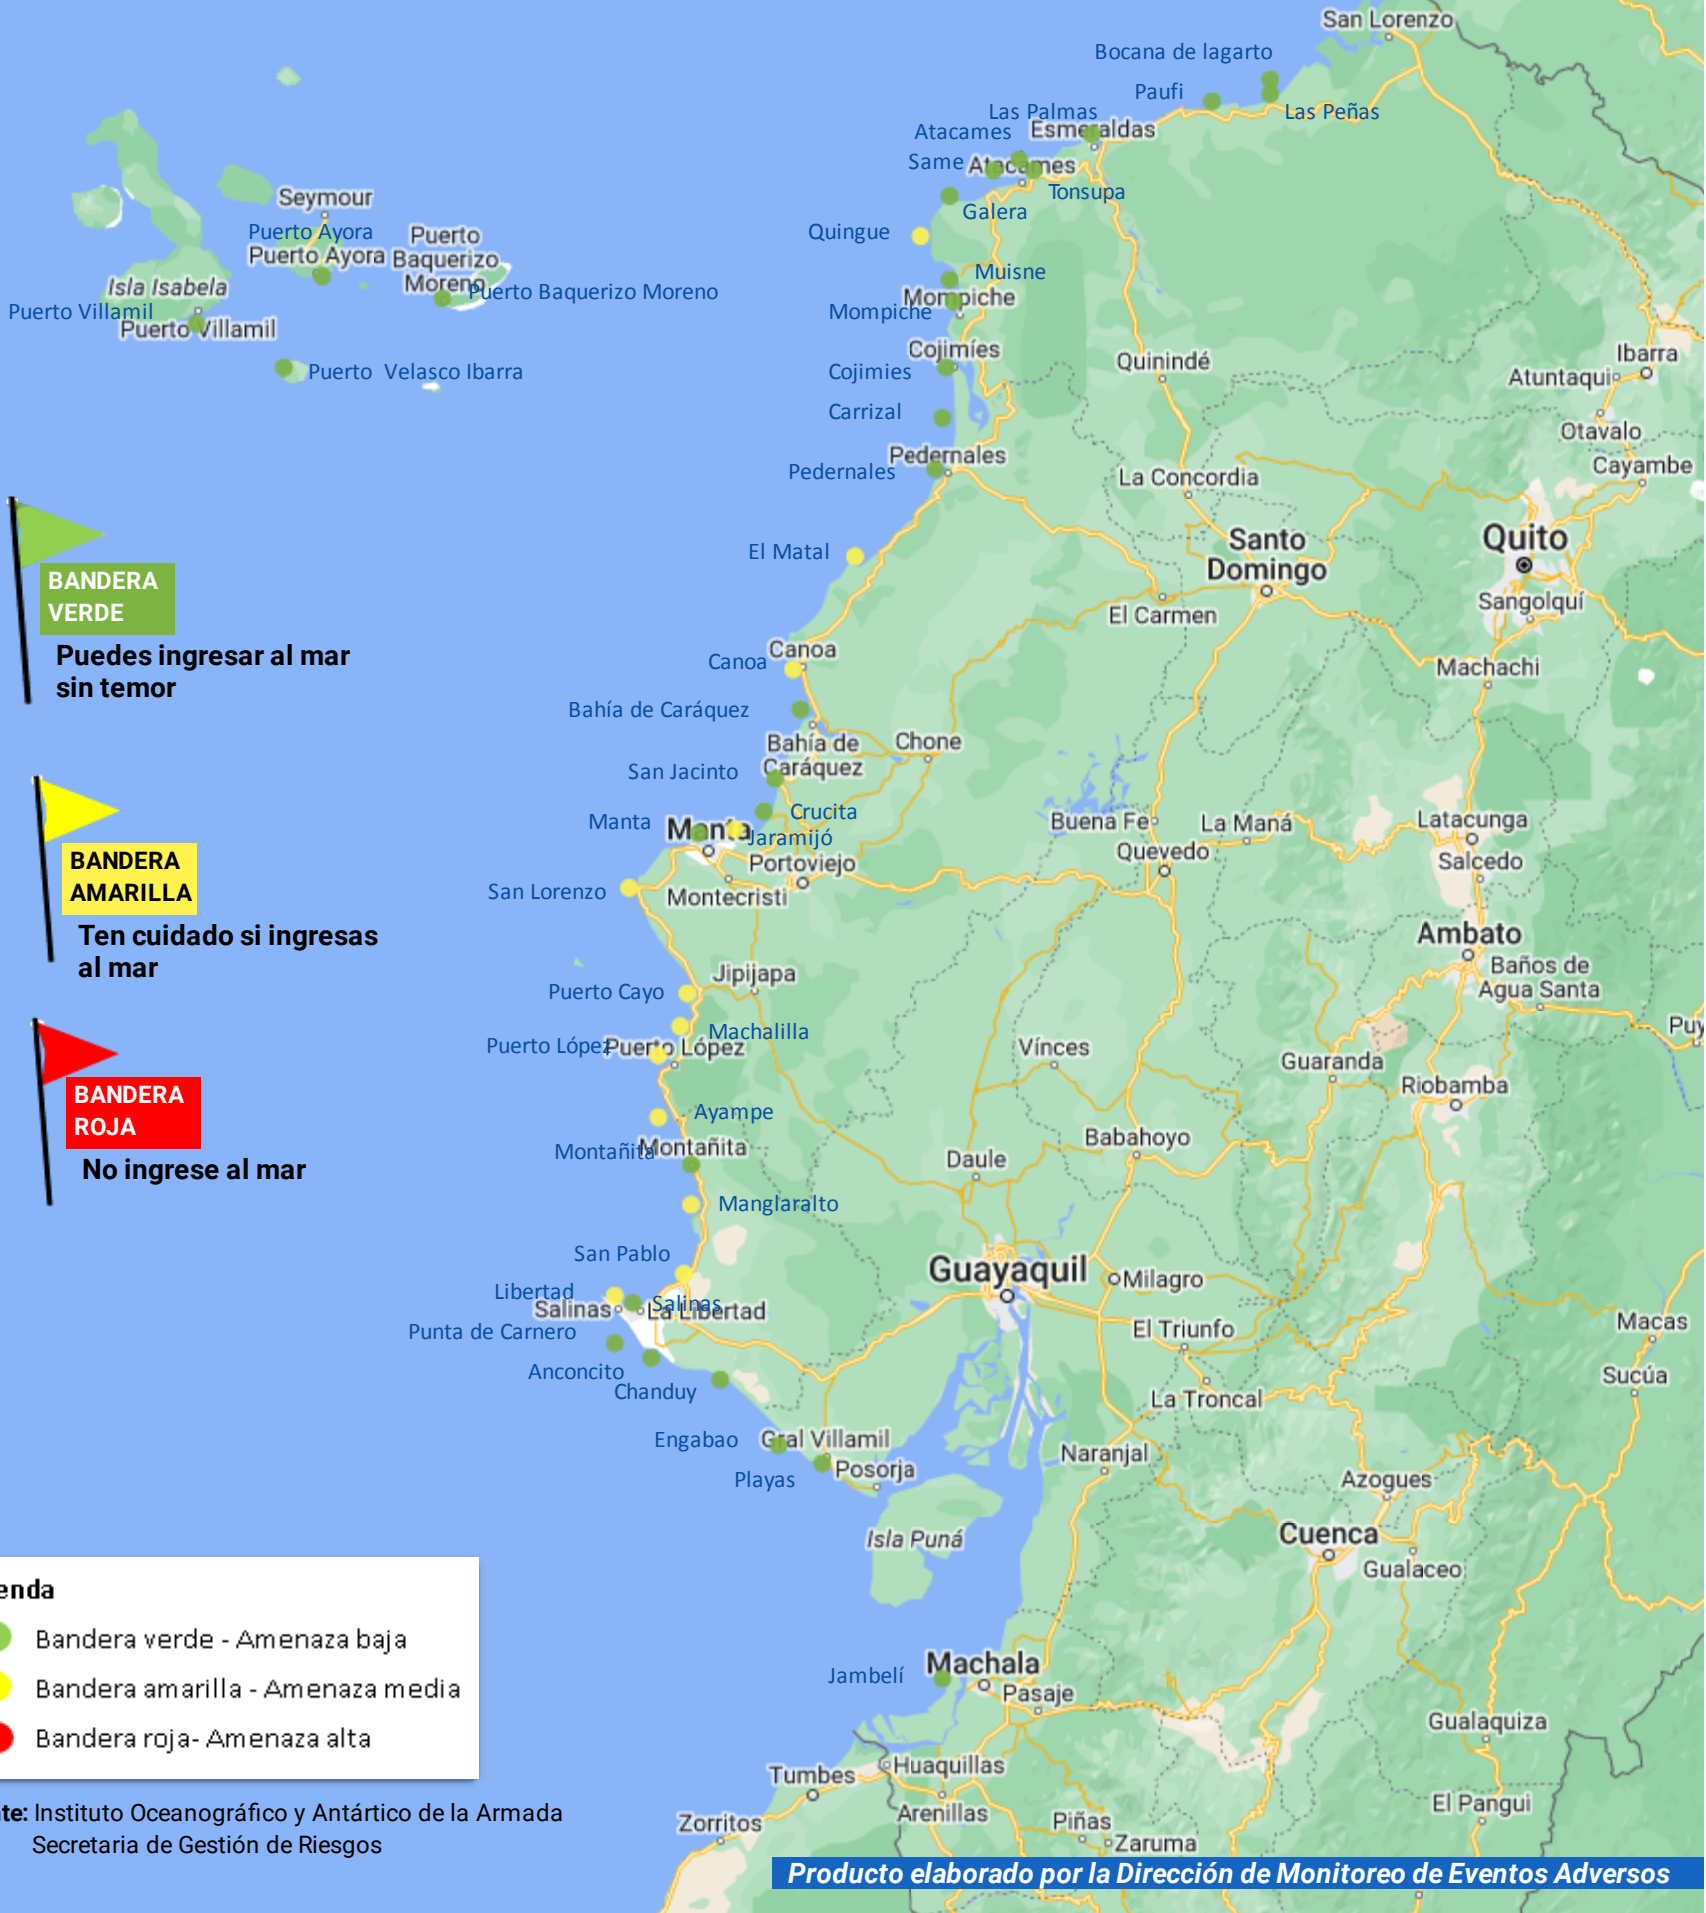 San Lorenzo
Bocana de lagarto
Paufi
Las Palmas
Las Peñas
Atacames
Esmeraldas
Same
Atacames
Tonsupa
Seymour
Galera
Puerto Ayora
Puerto
Baquerizo
Moreno
Quingue
Puerto Ayora
Muisne
Isla Isabela
Puerto Baquerizo Moreno
Mompiche
Puerto Villamil
Mompiche
Puerto Villamil
Cojimíes
Quinindé
Ibarra
Puerto Velasco Ibarra
Cojimies
Atuntaqui
Carrizal
Otavalo
Pedernales
Cayambe
Pedernales
La Concordia
Quito
Santo
Domingo
El Matal
BANDERA
VERDE
Sangolquí
El Carmen
Puedes ingresar al mar
sin temor
Canoa
Canoa
Machachi
Bahía de Caráquez
Bahía de
Caráquez
Chone
San Jacinto
Crucita
Manta
Manta
Jaramijó
Buena Fe
La Maná
Latacunga
Quevedo
Salcedo
BANDERA
AMARILLA
Portoviejo
San Lorenzo
Montecristi
Ten cuidado si ingresas
al mar
Ambato
Baños de
Agua Santa
Jipijapa
Puerto Cayo
Machalilla
Puy
Puerto López
Puerto López
Vínces
Guaranda
Riobamba
BANDERA
ROJA
Ayampe
Babahoyo
Montañita
Montañita
Daule
No ingrese al mar
Manglaralto
San Pablo
Guayaquil
Milagro
Libertad
Salinas
Salinas
La Libertad
Punta de Carnero
El Triunfo
Macas
Anconcito
Sucúa
Chanduy
La Troncal
Engabao
Gral Villamil
Naranjal
Playas
Posorja
Azogues
Isla Puná
Cuenca
Gualaceo
enda
Bandera verde - Amenaza baja
Bandera amarilla - Amenaza media
Bandera roja- Amenaza alta
Jambelí
Machala
Pasaje
Gualaquiza
Tumbes
Huaquillas
te: Instituto Oceanográfico y Antártico de la Armada
Secretaria de Gestión de Riesgos
Zorritos
Arenillas
Piñas
El Pangui
Zaruma
Producto elaborado por la Dirección de Monitoreo de Eventos Adversos